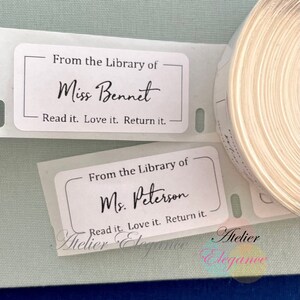 From the Library of
Miss Bennet
Read it. Love it. Return it.
From the Library of
Ms. Peterson
Read it. Love it. Return it.
Atelier Elegance
Atelier
Elegance